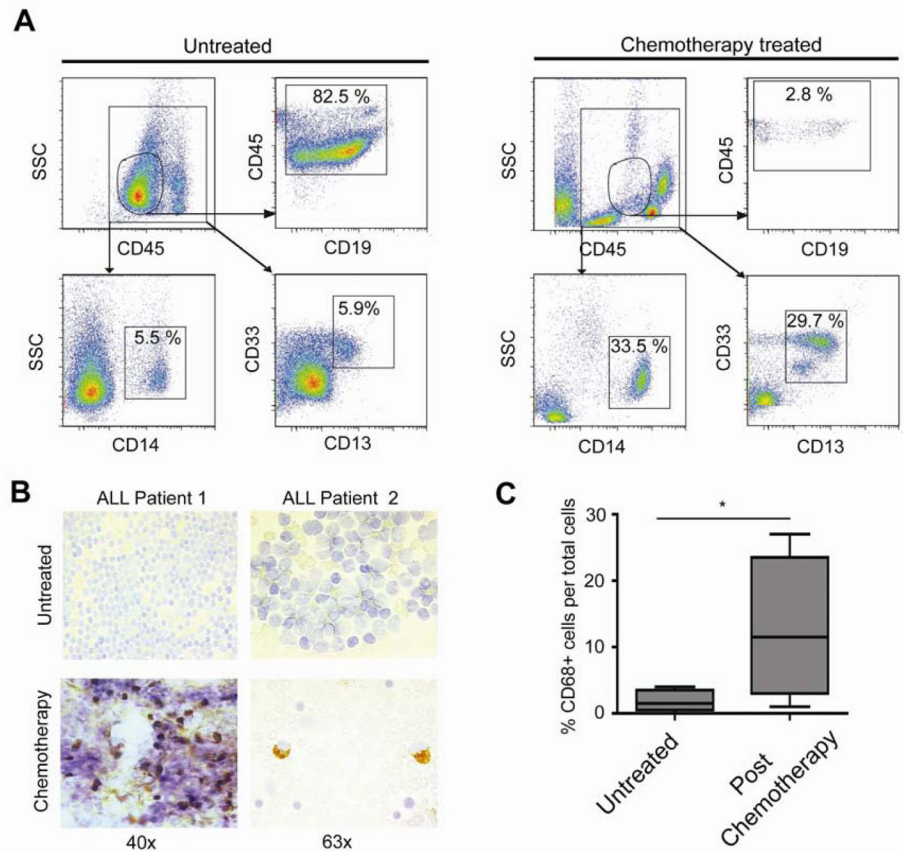 A
Untreated
Chemotherapy treated
SSC
CD45
CD45
82.5 %
CD19
SSC
CD45
CD45
2.8 %
CD19
SSC
5.5 %
CD14
CD33
5.9%
CD13
SSC
33.5 %
CD14
CD33
29.7 %
CD13
B
ALL Patient 1
ALL Patient 2
Untreated
Chemotherapy
40x
63x
C
*
% CD68+ cells per total cells
30
20
10
0
Untreated
Post
Chemotherapy